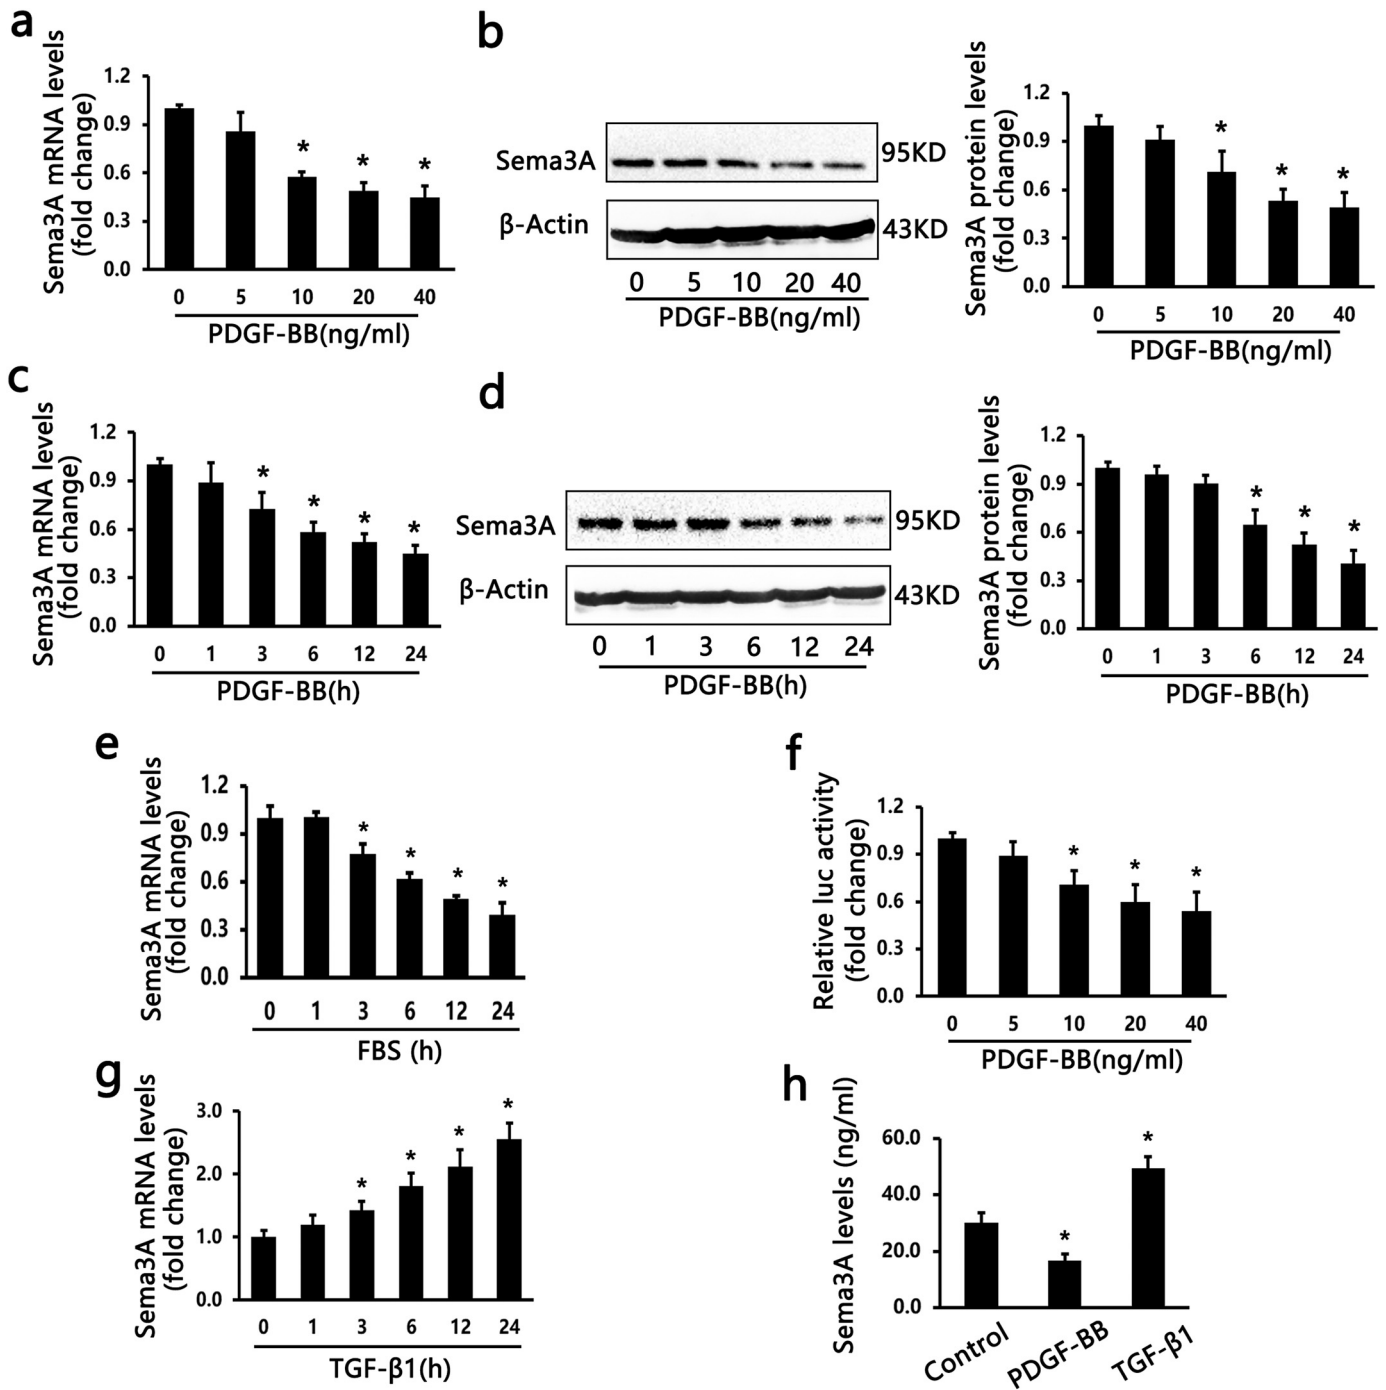 a
Sema3A mRNA levels
(fold change)
1.2
0.9
0.6
0.3
0.0
* * *
0 5 10 20 40
PDGF-BB(ng/ml)
b
Sema3A
95KD
β-Actin
43KD
0 5 10 20 40
PDGF-BB(ng/ml)
Sema3A protein levels
(fold change)
1.2
0.9
0.6
0.3
0.0
* * *
0 5 10 20 40
PDGF-BB(ng/ml)
c
Sema3A mRNA levels
(fold change)
1.2
0.9
0.6
0.3
0.0
* * * *
0 1 3 6 12 24
PDGF-BB(h)
d
Sema3A
95KD
β-Actin
43KD
0 1 3 6 12 24
PDGF-BB(h)
Sema3A protein levels
(fold change)
1.2
0.9
0.6
0.3
0.0
* * *
0 1 3 6 12 24
PDGF-BB(h)
e
Sema3A mRNA levels
(fold change)
1.2
0.9
0.6
0.3
0.0
* * * *
0 1 3 6 12 24
FBS (h)
f
Relative luc activity
(fold change)
1.2
0.9
0.6
0.3
0.0
* * *
0 5 10 20 40
PDGF-BB(ng/ml)
g
Sema3A mRNA levels
(fold change)
3.0
2.0
1.0
0.0
* * * *
0 1 3 6 12 24
TGF-β1(h)
h
Sema3A levels (ng/ml)
60.0
40.0
20.0
0.0
* *
Control PDGF-BB TGF-β1